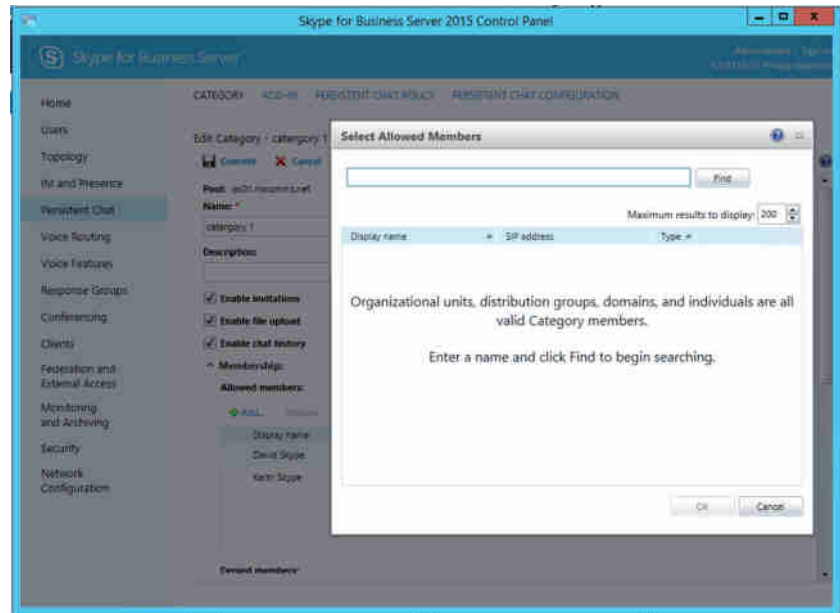 Skype for Business Server 2015 Control Panel
Skype for Business Server
Home
Users
Topology
IM and Presence
Persistent Chat
Voice Routing
Voice Features
Response Groups
Conferencing
Clients
Federation and
External Access
Monitoring
and Archiving
Security
Network
Configuration
CATEGORY ADD-IN PERSISTENT CHAT POLICY PERSISTENT CHAT CONFIGURATION
Edit Category - catergory 1
Commit Cancel
Pool:
Name: *
catergory 1
Description:
Enable invitations
Enable file upload
Enable chat history
Membership:
Allowed members:
Add...
Display name
David Skype
Keith Skype
Denied members:
Select Allowed Members
Find
Maximum results to display: 200
Display name SIP address Type
Organizational units, distribution groups, domains, and individuals are all
valid Category members.
Enter a name and click Find to begin searching.
OK Cancel